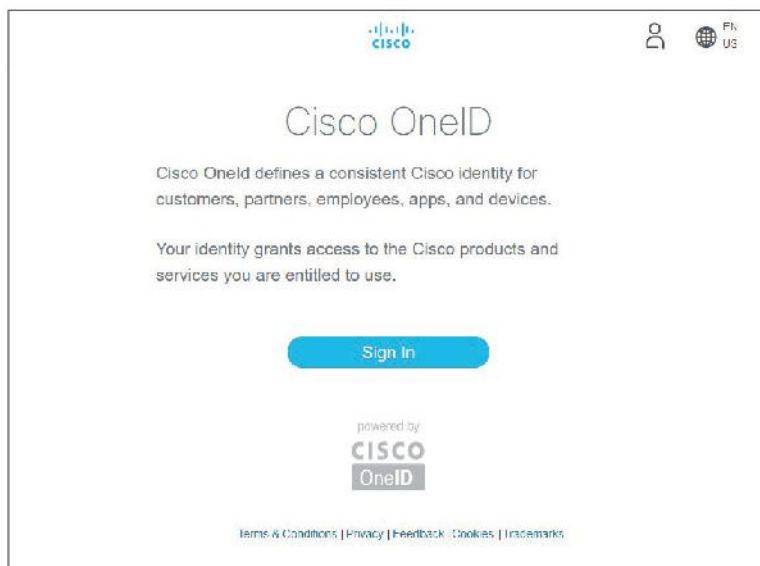 CISCO
EN
US
Cisco OneID
Cisco OneId defines a consistent Cisco identity for
customers, partners, employees, apps, and devices.
Your identity grants access to the Cisco products and
services you are entitled to use.
Sign In
powered by
CISCO
OneID
Terms & Conditions | Privacy | Feedback | Cookies | Trademarks